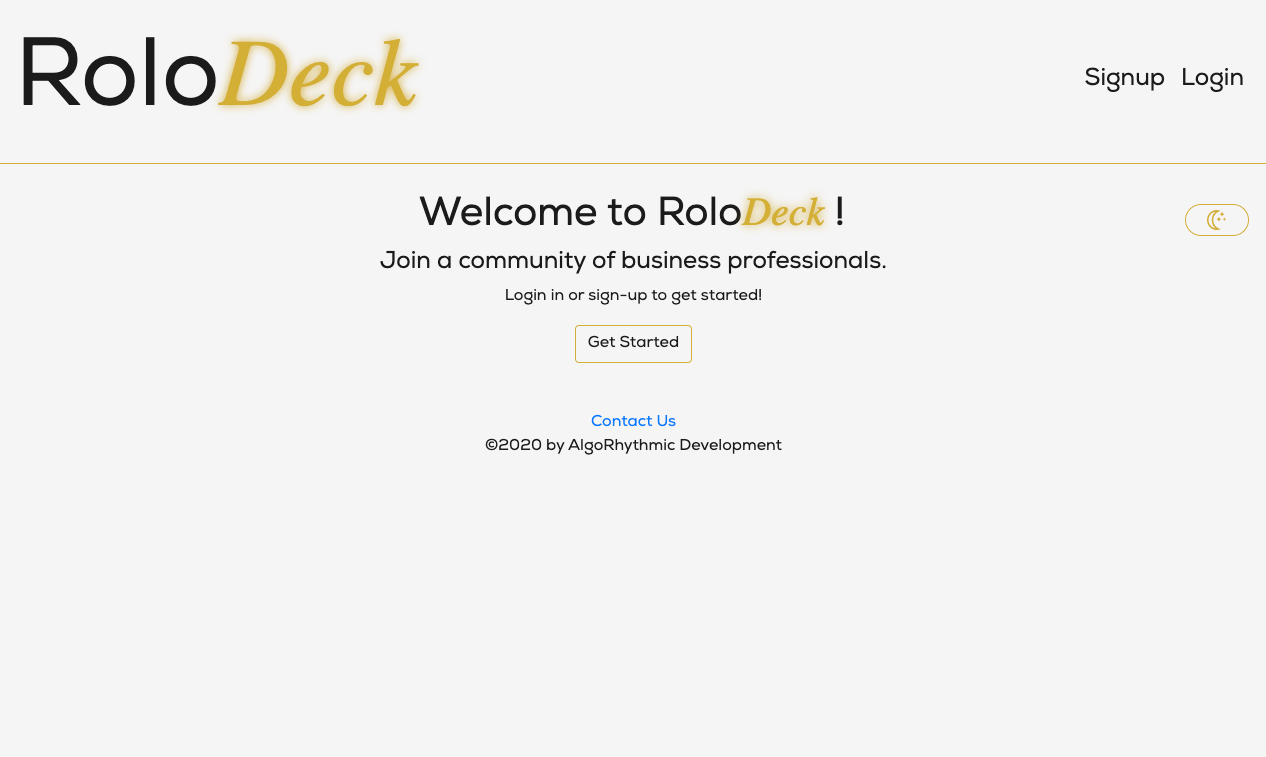 RoloDeck
Signup Login
Welcome to RoloDeck !
Join a community of business professionals.
Login in or sign-up to get started!
Get Started
Contact Us
©2020 by AlgoRhythmic Development